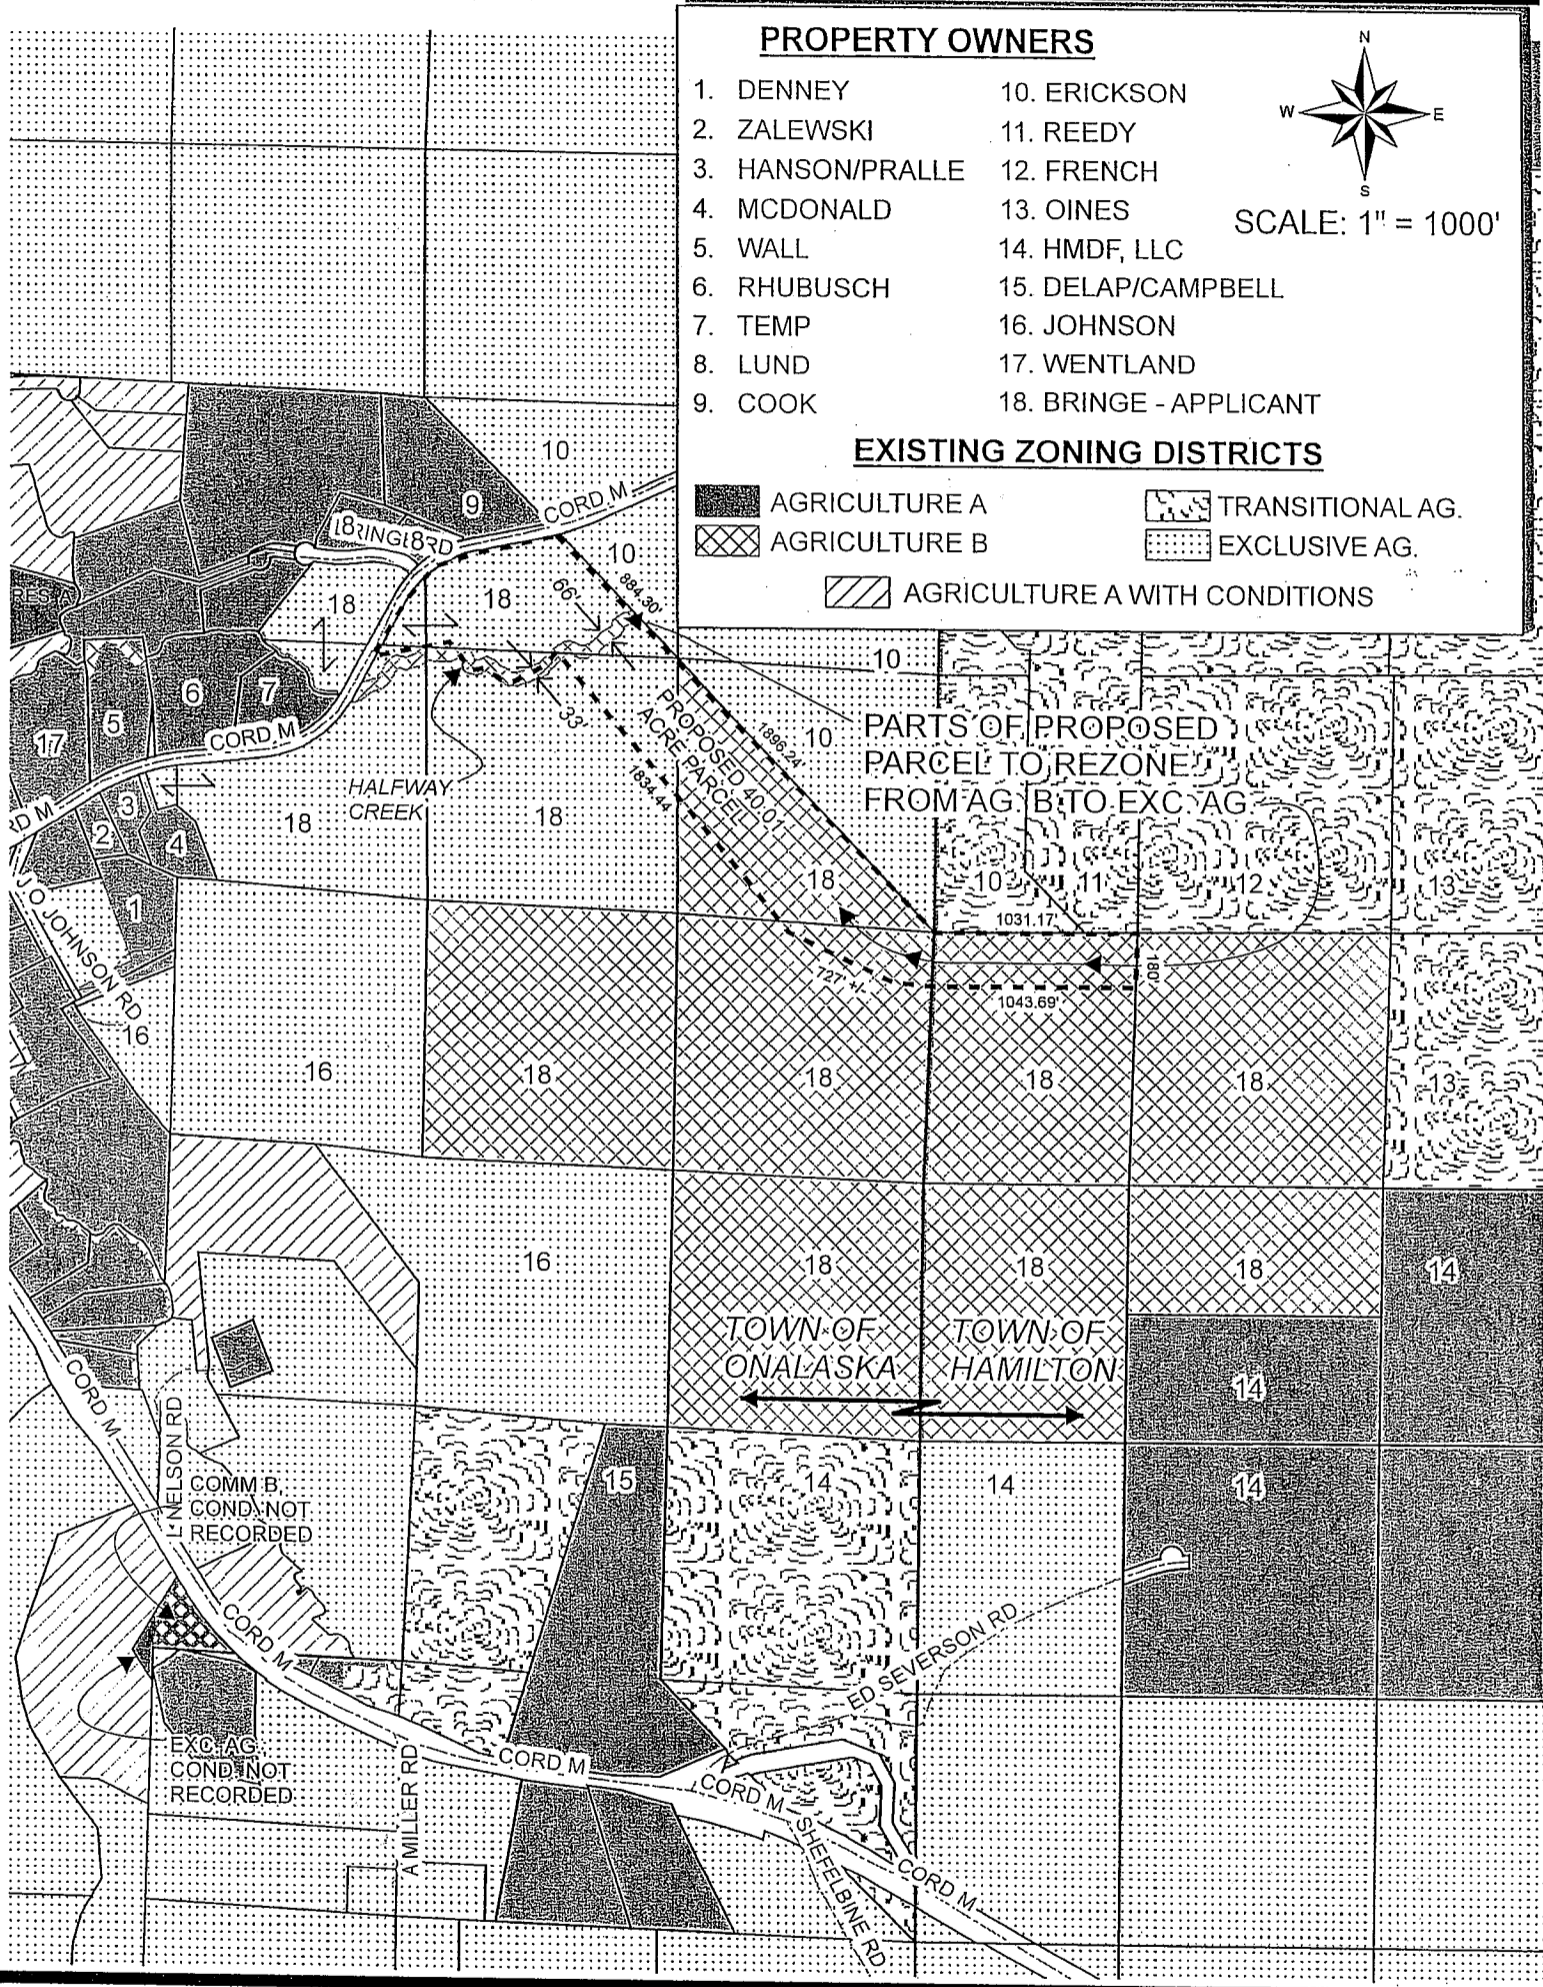 PROPERTY OWNERS
1. DENNEY
2. ZALEWSKI
3. HANSON/PRALLE
4. MCDONALD
5. WALL
6. RHUBUSCH
7. TEMP
8. LUND
9. COOK
10. ERICKSON
11. REEDY
12. FRENCH
13. OINES
14. HMDF, LLC
15. DELAP/CAMPBELL
16. JOHNSON
17. WENTLAND
18. BRINGE - APPLICANT
N
W
E
S
SCALE: 1" = 1000'
EXISTING ZONING DISTRICTS
AGRICULTURE A
TRANSITIONAL AG.
AGRICULTURE B
EXCLUSIVE AG.
AGRICULTURE A WITH CONDITIONS
10
9
CORD M
8
8
10
884.30'
66'
18
18
10
6
7
5
17
CORD M
33'
PROPOSED 40.01
ACRE PARCEL
1896.24'
1834.44'
10
PARTS OF PROPOSED
PARCEL TO REZONE
FROM AG. B TO EXC. AG
HALFWAY
CREEK
3
2
4
18
18
18
10
11
12
13
1
1031.17'
J O JOHNSON RD
727' +/-
1043.69'
180'
16
16
18
18
18
18
13
16
18
18
18
14
TOWN OF
ONALASKA
TOWN OF
HAMILTON
14
CORD M
L NELSON RD
15
14
14
14
COMM B,
COND. NOT
RECORDED
CORD M
ED SEVERSON RD
EXC. AG.
COND. NOT
RECORDED
A MILLER RD
CORD M
CORD M
SHEFELBINE RD
CORD M